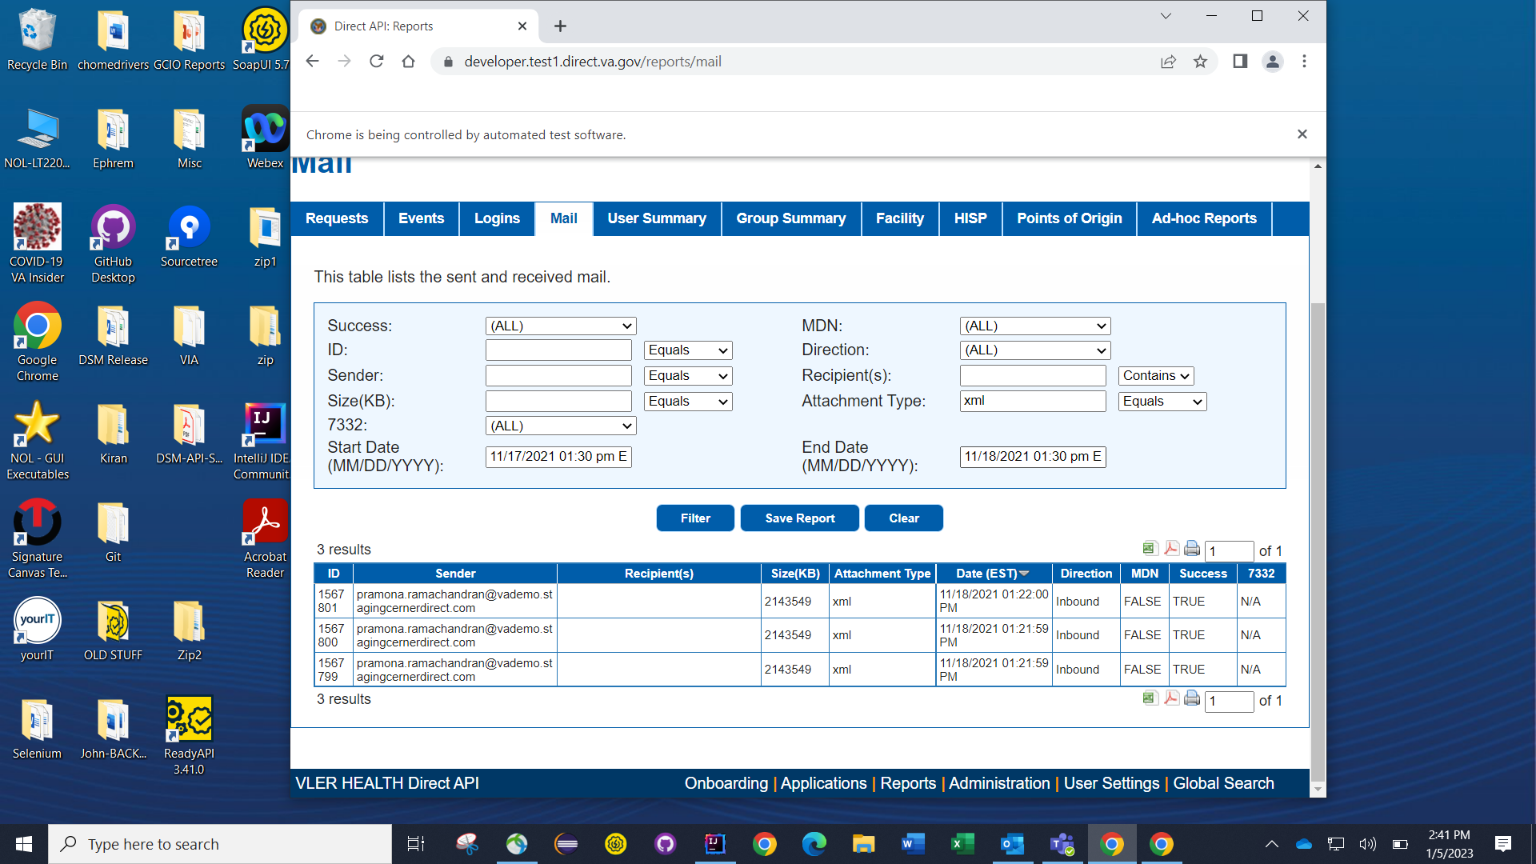 Recycle Bin
chomedrivers
GCIO Reports
SoapUI 5.7
NOL-LT220...
Ephrem
Misc
Webex
COVID-19
VA Insider
GitHub
Desktop
Sourcetree
zip1
Google
Chrome
DSM Release
VIA
zip
NOL - GUI
Executables
Kiran
DSM-API-S...
IntelliJ IDE
Communit
Signature
Canvas Te...
Git
Acrobat
Reader
yourIT
yourIT
OLD STUFF
Zip2
Selenium
John-BACK...
ReadyAPI
3.41.0
Direct API: Reports
developer.test1.direct.va.gov/reports/mail
Chrome is being controlled by automated test software.
Mail
Requests Events Logins Mail User Summary Group Summary Facility HISP Points of Origin Ad-hoc Reports
This table lists the sent and received mail.
Success: (ALL) MDN: (ALL)
ID: Equals Direction: (ALL)
Sender: Equals Recipient(s): Contains
Size(KB): Equals Attachment Type: xml Equals
7332: (ALL)
Start Date
(MM/DD/YYYY): 11/17/2021 01:30 pm E
End Date
(MM/DD/YYYY): 11/18/2021 01:30 pm E
Filter Save Report Clear
3 results 1 of 1
ID Sender Recipient(s) Size(KB) Attachment Type Date (EST) Direction MDN Success 7332
1567
801 pramona.ramachandran@vademo.st
agingcernerdirect.com 2143549 xml 11/18/2021 01:22:00
PM Inbound FALSE TRUE N/A
1567
800 pramona.ramachandran@vademo.st
agingcernerdirect.com 2143549 xml 11/18/2021 01:21:59
PM Inbound FALSE TRUE N/A
1567
799 pramona.ramachandran@vademo.st
agingcernerdirect.com 2143549 xml 11/18/2021 01:21:59
PM Inbound FALSE TRUE N/A
3 results 1 of 1
VLER HEALTH Direct API Onboarding | Applications | Reports | Administration | User Settings | Global Search
Type here to search
2:41 PM
1/5/2023